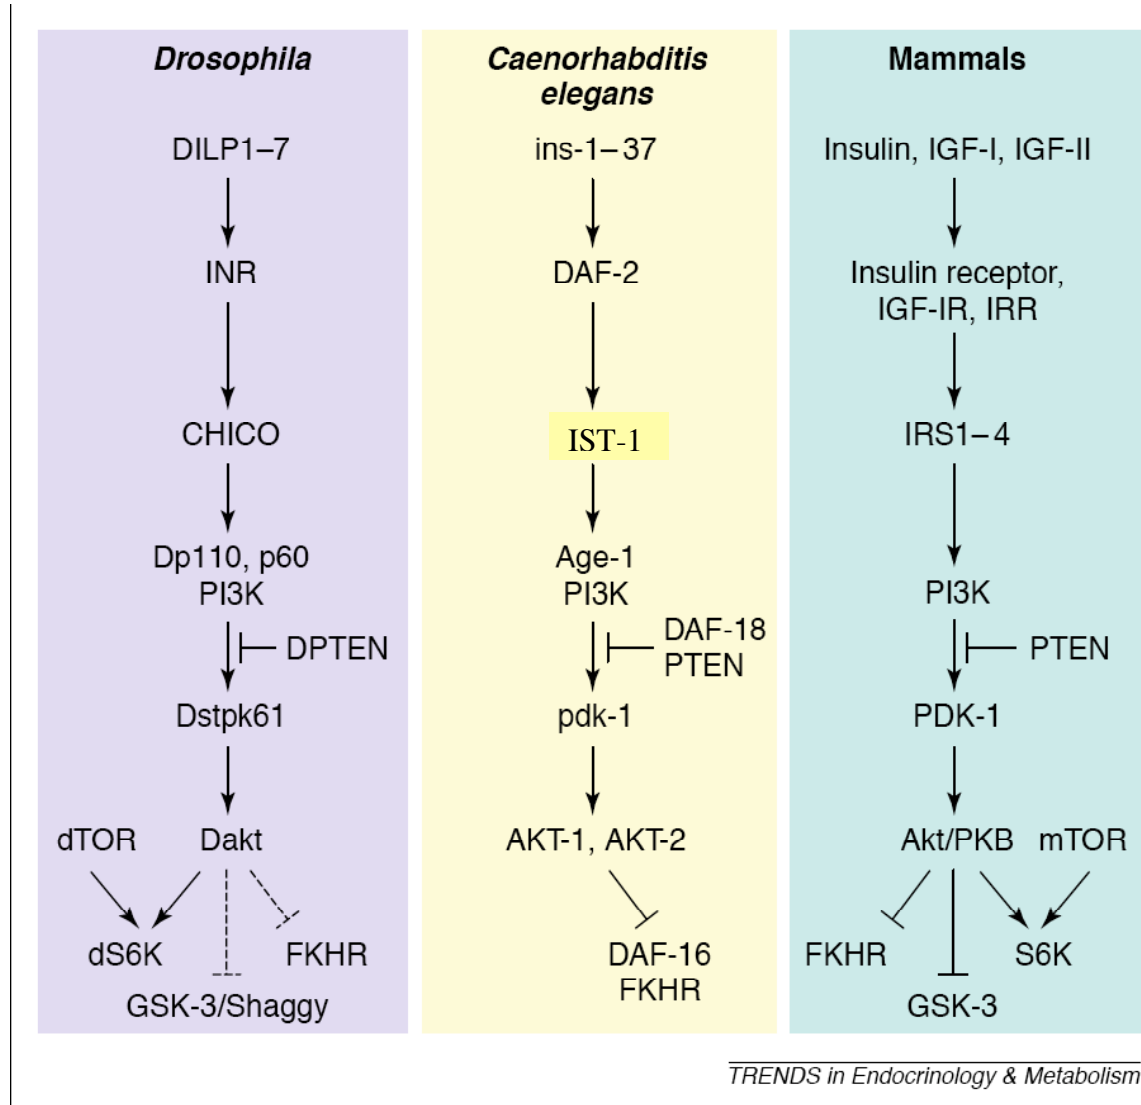 Drosophila
DILP1–7
INR
CHICO
Dp110, p60
PI3K
DPTEN
Dstpk61
dTOR
Dakt
dS6K
FKHR
GSK-3/Shaggy
Caenorhabditis
elegans
ins-1–37
DAF-2
IST-1
Age-1
PI3K
DAF-18
PTEN
pdk-1
AKT-1, AKT-2
DAF-16
FKHR
Mammals
Insulin, IGF-I, IGF-II
Insulin receptor,
IGF-IR, IRR
IRS1–4
PI3K
PTEN
PDK-1
Akt/PKB
mTOR
FKHR
S6K
GSK-3
TRENDS in Endocrinology & Metabolism